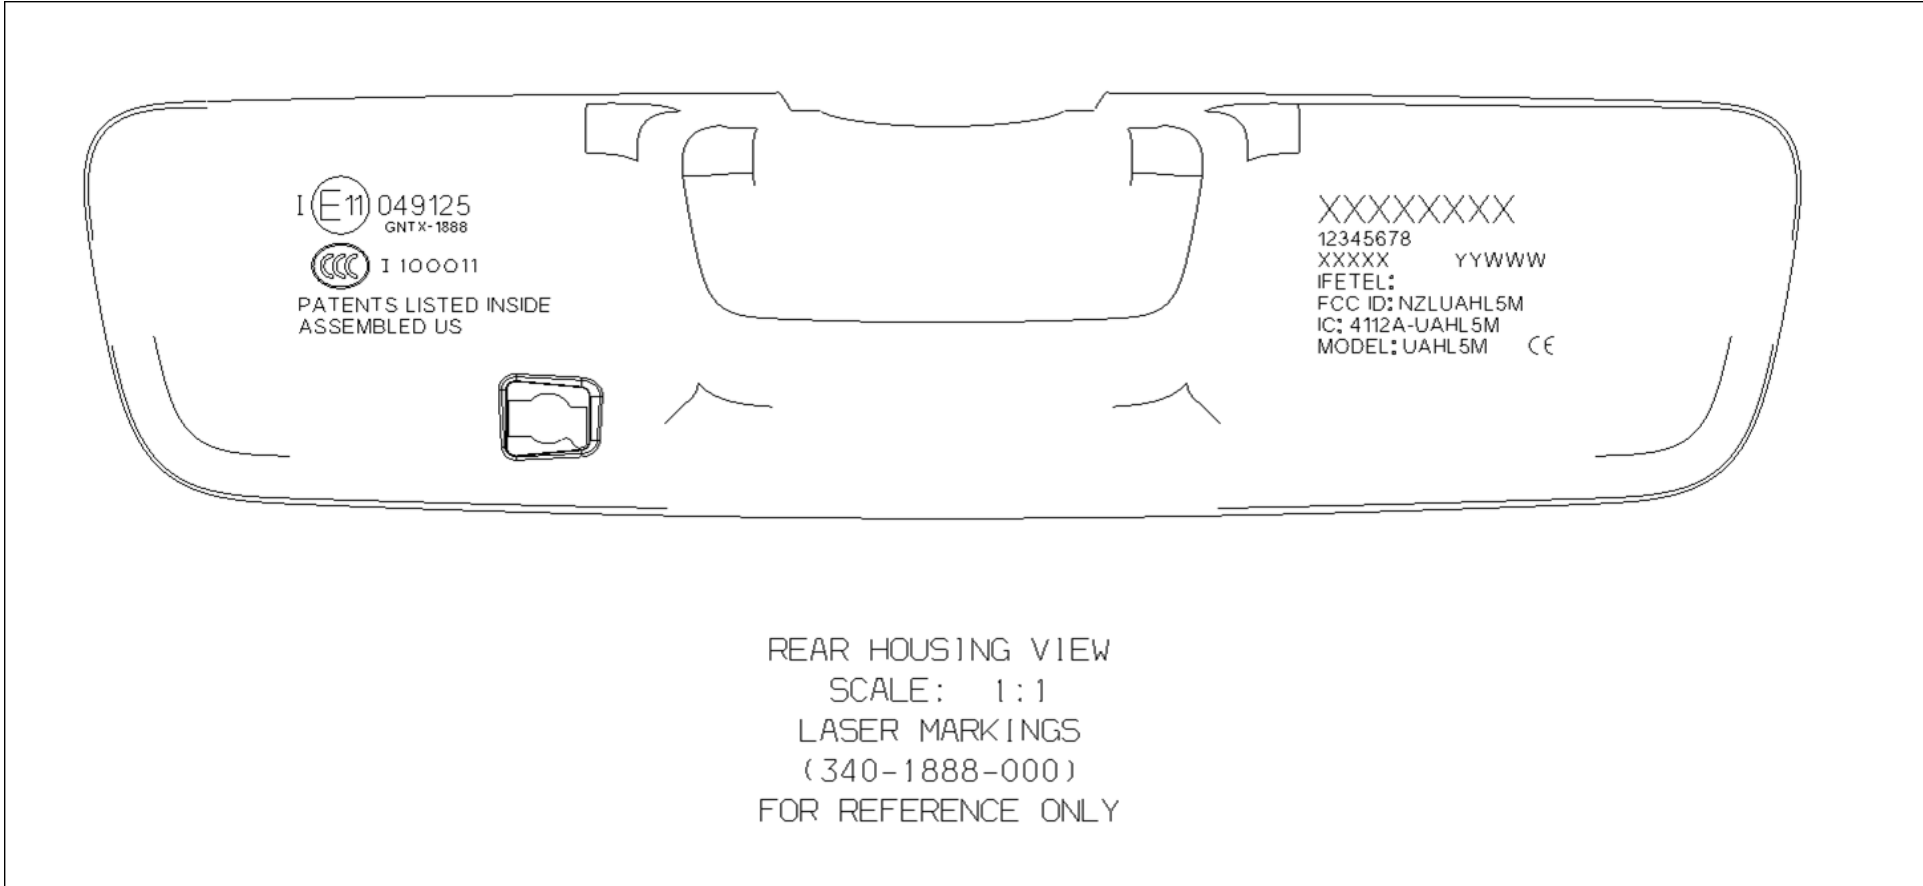 I E11 049125
GNTX-1888
CCC I 100011
PATENTS LISTED INSIDE
ASSEMBLED US
XXXXXXXX
12345678
XXXXX YYWWW
IFETEL:
FCC ID: NZLUAHL5M
IC: 4112A-UAHL5M
MODEL: UAHL5M CE
REAR HOUSING VIEW
SCALE: 1:1
LASER MARKINGS
(340-1888-000)
FOR REFERENCE ONLY